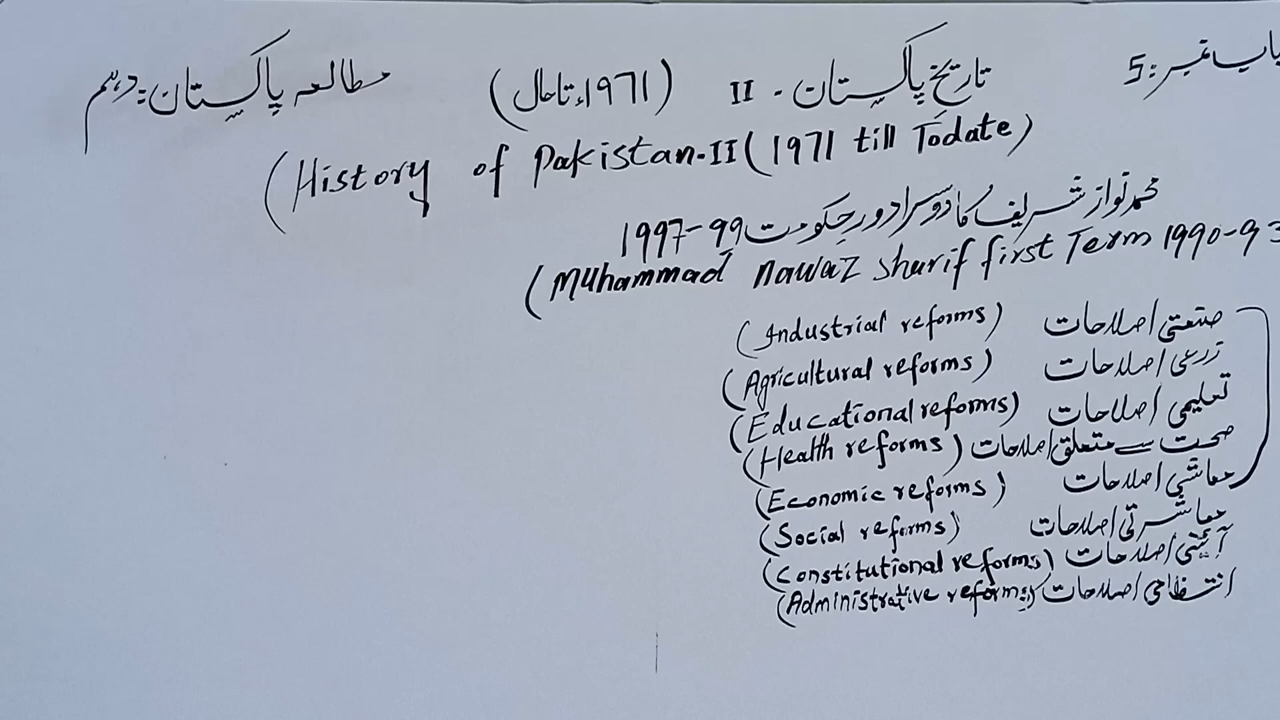 باب نمبر: 5 تاریخ پاکستان - II (1971ء تا حال) مطالعہ پاکستان: دہم
(History of Pakistan-II (1971 till Todate)
محمد نواز شریف کا دوسرا دور حکومت 1997-99
(Muhammad Nawaz Sharif first Term 1990-93
صنعتی اصلاحات (Industrial reforms)
زرعی اصلاحات (Agricultural reforms)
تعلیمی اصلاحات (Educational reforms)
صحت سے متعلق اصلاحات (Health reforms)
معاشی اصلاحات (Economic reforms)
معاشرتی اصلاحات (Social reforms)
آئینی اصلاحات (Constitutional reforms)
انتظامی اصلاحات (Administrative reforms)